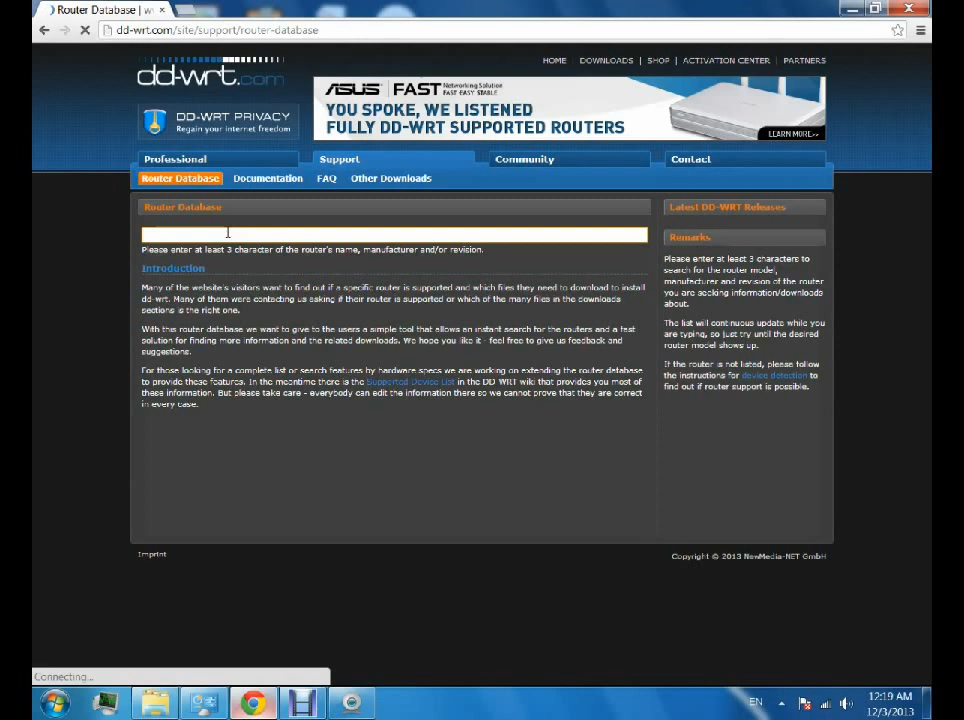 Router Database | w
dd-wrt.com/site/support/router-database
dd-wrt.com
HOME | DOWNLOADS | SHOP | ACTIVATION CENTER | PARTNERS
DD-WRT PRIVACY
Regain your internet freedom
ASUS FAST Networking Solution
FAST EASY STABLE
YOU SPOKE, WE LISTENED
FULLY DD-WRT SUPPORTED ROUTERS
LEARN MORE>>
Professional Support Community Contact
Router Database Documentation FAQ Other Downloads
Router Database
Please enter at least 3 character of the router's name, manufacturer and/or revision.
Introduction
Many of the website's visitors want to find out if a specific router is supported and which files they need to download to install
dd-wrt. Many of them were contacting us asking if their router is supported or which of the many files in the downloads
sections is the right one.
With this router database we want to give to the users a simple tool that allows an instant search for the routers and a fast
solution for finding more information and the related downloads. We hope you like it - feel free to give us feedback and
suggestions.
For those looking for a complete list or search features by hardware specs we are working on extending the router database
to provide these features. In the meantime there is the Supported Device List in the DD-WRT wiki that provides you most of
these information. But please take care - everybody can edit the information there so we cannot prove that they are correct
in every case.
Latest DD-WRT Releases
Remarks
Please enter at least 3 characters to
search for the router model,
manufacturer and revision of the router
you are seeking information/downloads
about.
The list will continuous update while you
are typing, so just try until the desired
router model shows up.
If the router is not listed, please follow
the instructions for device detection to
find out if router support is possible.
Imprint
Copyright © 2013 NewMedia-NET GmbH
Connecting...
EN
12:19 AM
12/3/2013